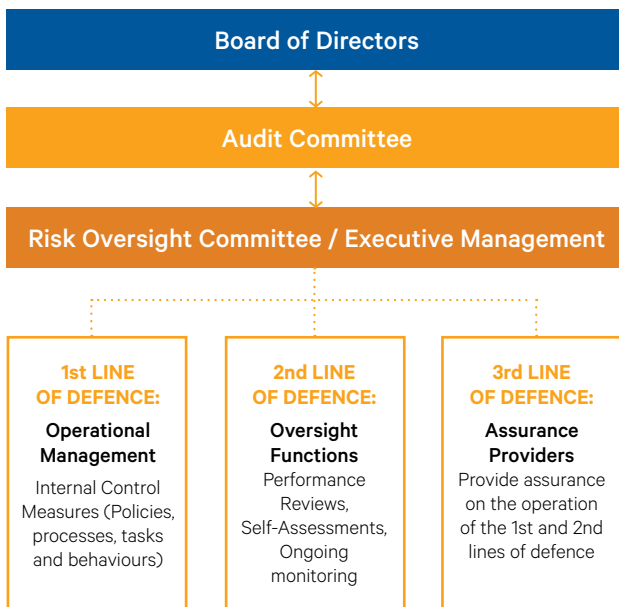 Board of Directors
Audit Committee
Risk Oversight Committee / Executive Management
1st LINE
OF DEFENCE:
Operational
Management
Internal Control
Measures (Policies,
processes, tasks
and behaviours)
2nd LINE
OF DEFENCE:
Oversight
Functions
Performance
Reviews,
Self-Assessments,
Ongoing
monitoring
3rd LINE
OF DEFENCE:
Assurance
Providers
Provide assurance
on the operation
of the 1st and 2nd
lines of defence